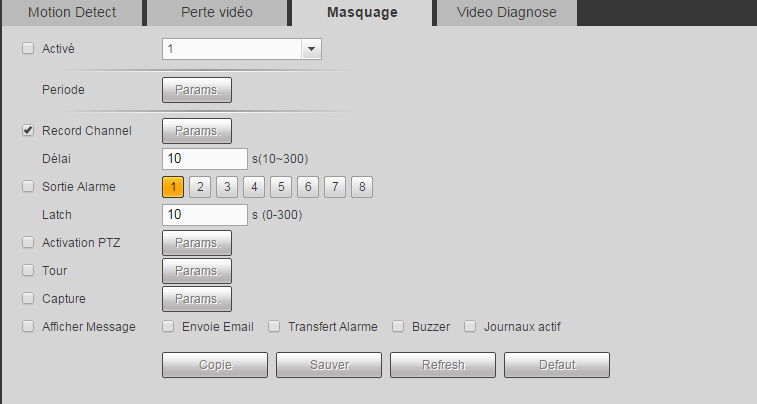 Motion Detect Perte vidéo Masquage Video Diagnose
Activé 1
Periode Params.
Record Channel Params.
Délai 10 s(10~300)
Sortie Alarme 1 2 3 4 5 6 7 8
Latch 10 s (0-300)
Activation PTZ Params.
Tour Params.
Capture Params.
Afficher Message Envoie Email Transfert Alarme Buzzer Journaux actif
Copie Sauver Refresh Defaut